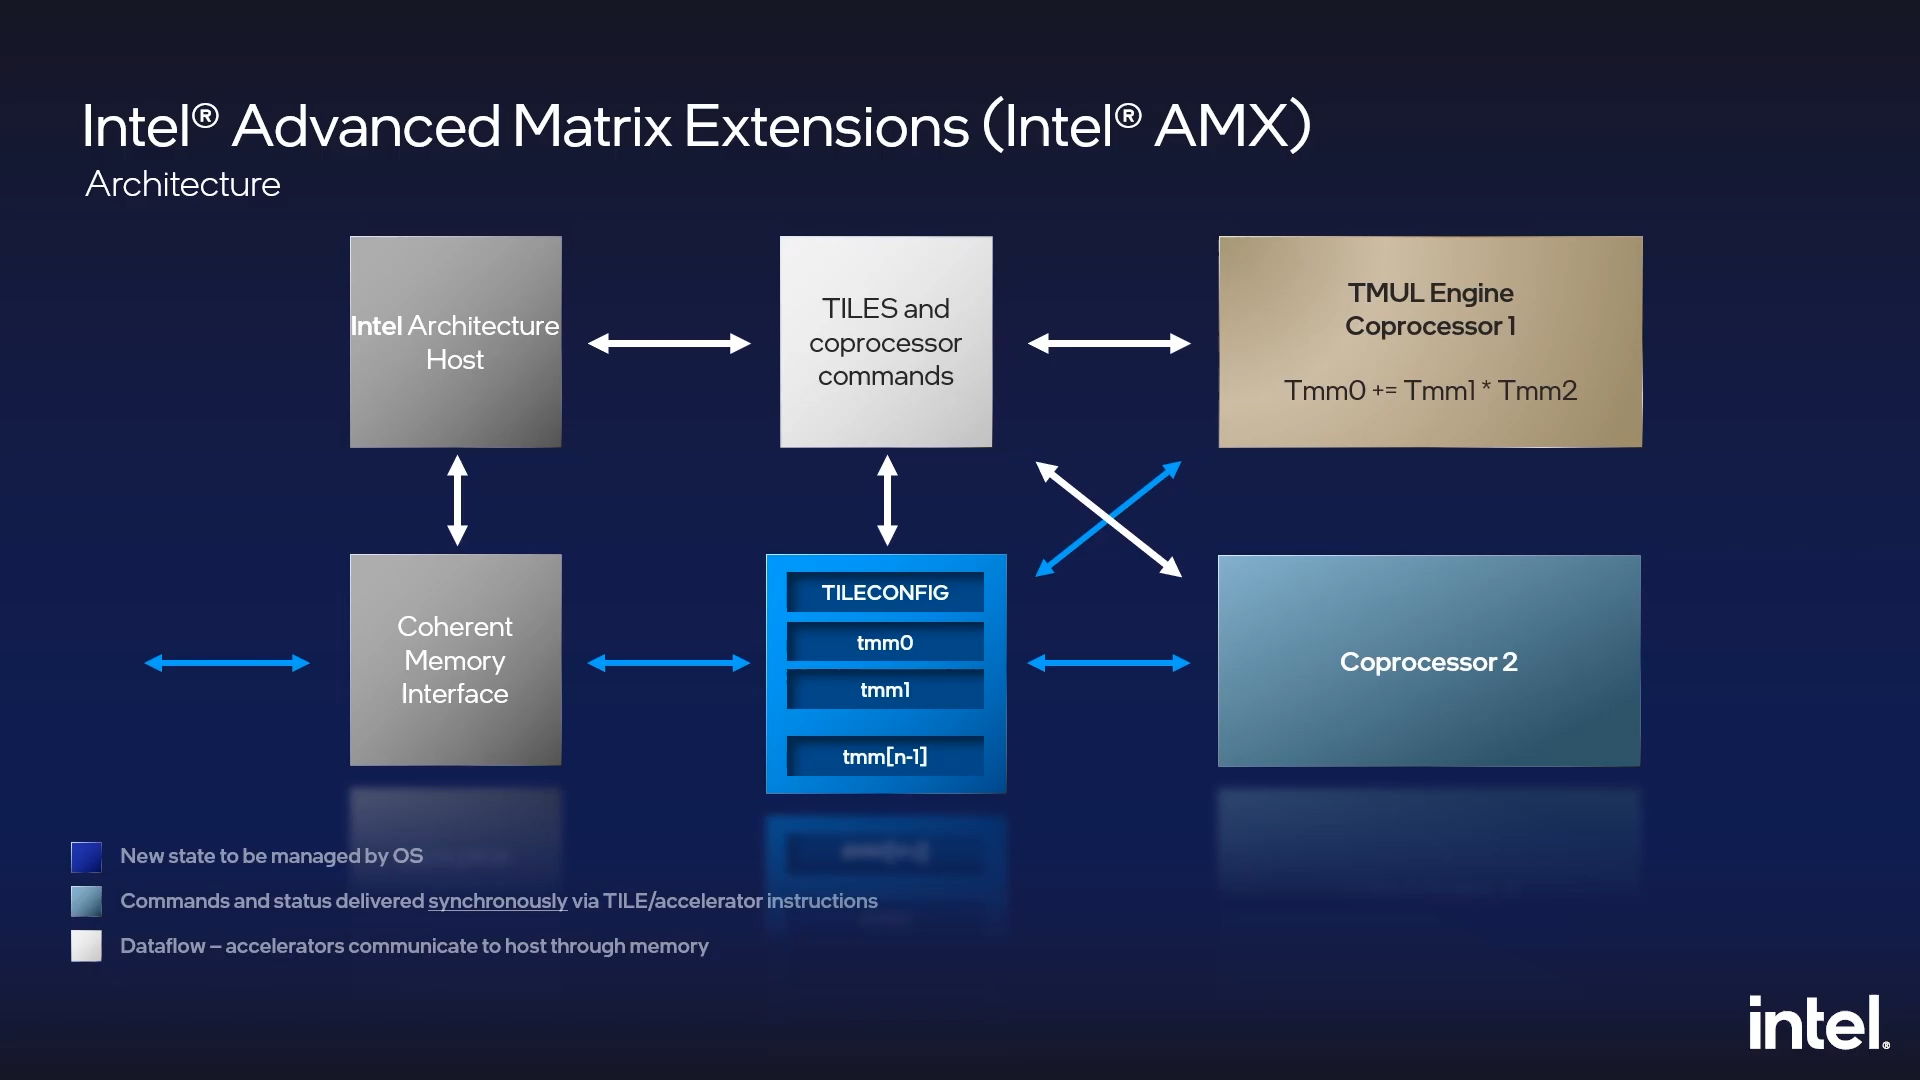 Intel® Advanced Matrix Extensions (Intel® AMX)
Architecture
Intel Architecture
Host
TILES and
coprocessor
commands
TMUL Engine
Coprocessor 1
Tmm0 += Tmm1 * Tmm2
Coherent
Memory
Interface
TILECONFIG
tmm0
tmm1
tmm[n-1]
Coprocessor 2
New state to be managed by OS
Commands and status delivered synchronously via TILE/accelerator instructions
Dataflow – accelerators communicate to host through memory
intel®